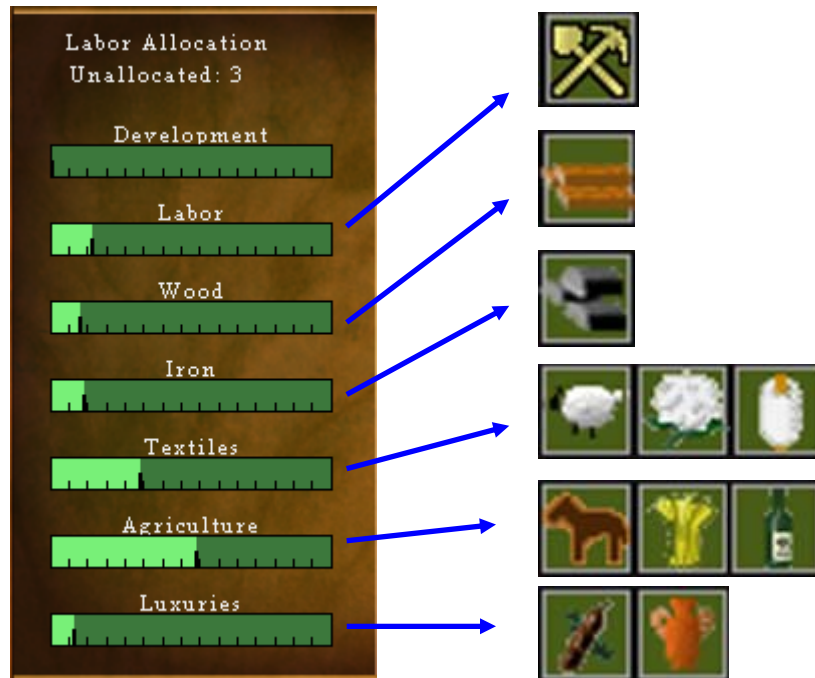 Labor Allocation
Unallocated: 3
Development
Labor
Wood
Iron
Textiles
Agriculture
Luxuries